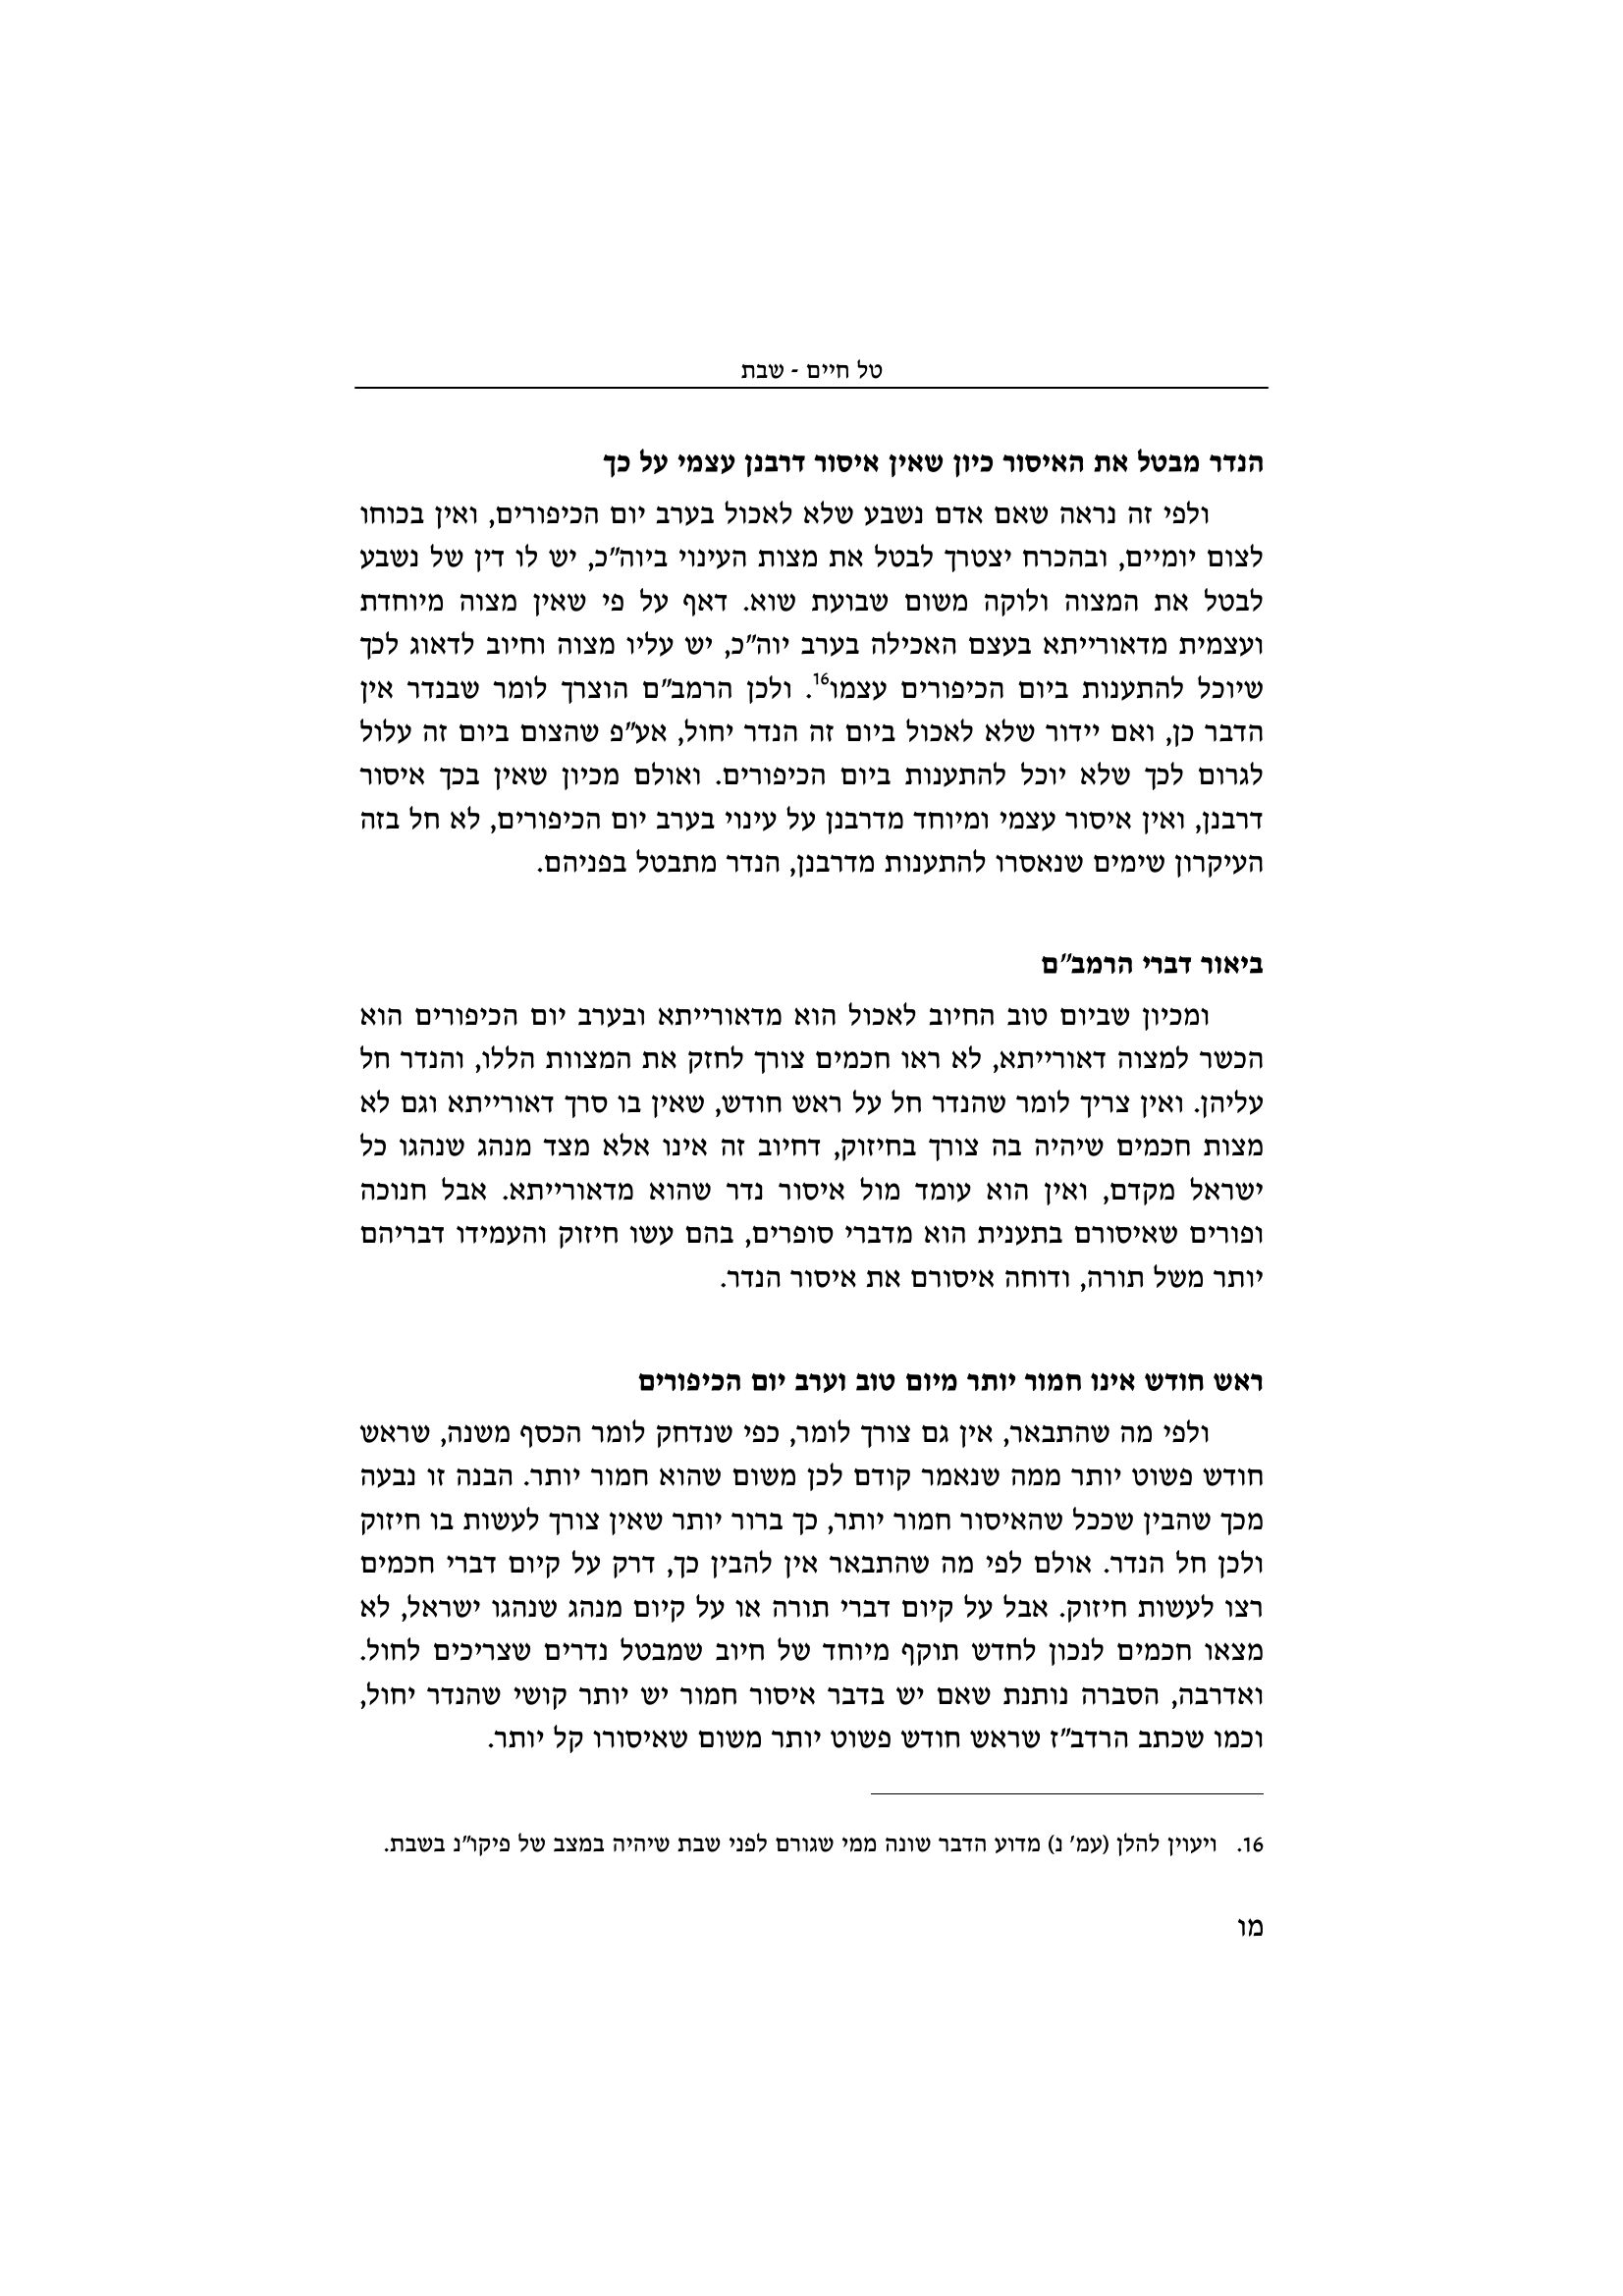 טל חיים - שבת
הנדר מבטל את האיסור כיון שאין איסור דרבנן עצמי על כך
ולפי זה נראה שאם אדם נשבע שלא לאכול בערב יום הכיפורים, ואין בכוחו
לצום יומיים, ובהכרח יצטרך לבטל את מצות העינוי ביוה"כ, יש לו דין של נשבע
לבטל את המצוה ולוקה משום שבועת שוא. דאף על פי שאין מצוה מיוחדת
ועצמית מדאורייתא בעצם האכילה בערב יוה"כ, יש עליו מצוה וחיוב לדאוג לכך
שיוכל להתענות ביום הכיפורים עצמו16. ולכן הרמב"ם הוצרך לומר שבנדר אין
הדבר כן, ואם יידור שלא לאכול ביום זה הנדר יחול, אע"פ שהצום ביום זה עלול
לגרום לכך שלא יוכל להתענות ביום הכיפורים. ואולם מכיון שאין בכך איסור
דרבנן, ואין איסור עצמי ומיוחד מדרבנן על עינוי בערב יום הכיפורים, לא חל בזה
העיקרון שימים שנאסרו להתענות מדרבנן, הנדר מתבטל בפניהם.
ביאור דברי הרמב"ם
ומכיון שביום טוב החיוב לאכול הוא מדאורייתא ובערב יום הכיפורים הוא
הכשר למצוה דאורייתא, לא ראו חכמים צורך לחזק את המצוות הללו, והנדר חל
עליהן. ואין צריך לומר שהנדר חל על ראש חודש, שאין בו סרך דאורייתא וגם לא
מצות חכמים שיהיה בה צורך בחיזוק, דחיוב זה אינו אלא מצד מנהג שנהגו כל
ישראל מקדם, ואין הוא עומד מול איסור נדר שהוא מדאורייתא. אבל חנוכה
ופורים שאיסורם בתענית הוא מדברי סופרים, בהם עשו חיזוק והעמידו דבריהם
יותר משל תורה, ודוחה איסורם את איסור הנדר.
ראש חודש אינו חמור יותר מיום טוב וערב יום הכיפורים
ולפי מה שהתבאר, אין גם צורך לומר, כפי שנדחק לומר הכסף משנה, שראש
חודש פשוט יותר ממה שנאמר קודם לכן משום שהוא חמור יותר. הבנה זו נבעה
מכך שהבין שככל שהאיסור חמור יותר, כך ברור יותר שאין צורך לעשות בו חיזוק
ולכן חל הנדר. אולם לפי מה שהתבאר אין להבין כך, דרק על קיום דברי חכמים
רצו לעשות חיזוק. אבל על קיום דברי תורה או על קיום מנהג שנהגו ישראל, לא
מצאו חכמים לנכון לחדש תוקף מיוחד של חיוב שמבטל נדרים שצריכים לחול.
ואדרבה, הסברה נותנת שאם יש בדבר איסור חמור יש יותר קושי שהנדר יחול,
וכמו שכתב הרדב"ז שראש חודש פשוט יותר משום שאיסורו קל יותר.
16. ויעוין להלן (עמ' נ) מדוע הדבר שונה ממי שגורם לפני שבת שיהיה במצב של פיקו"נ בשבת.
מו